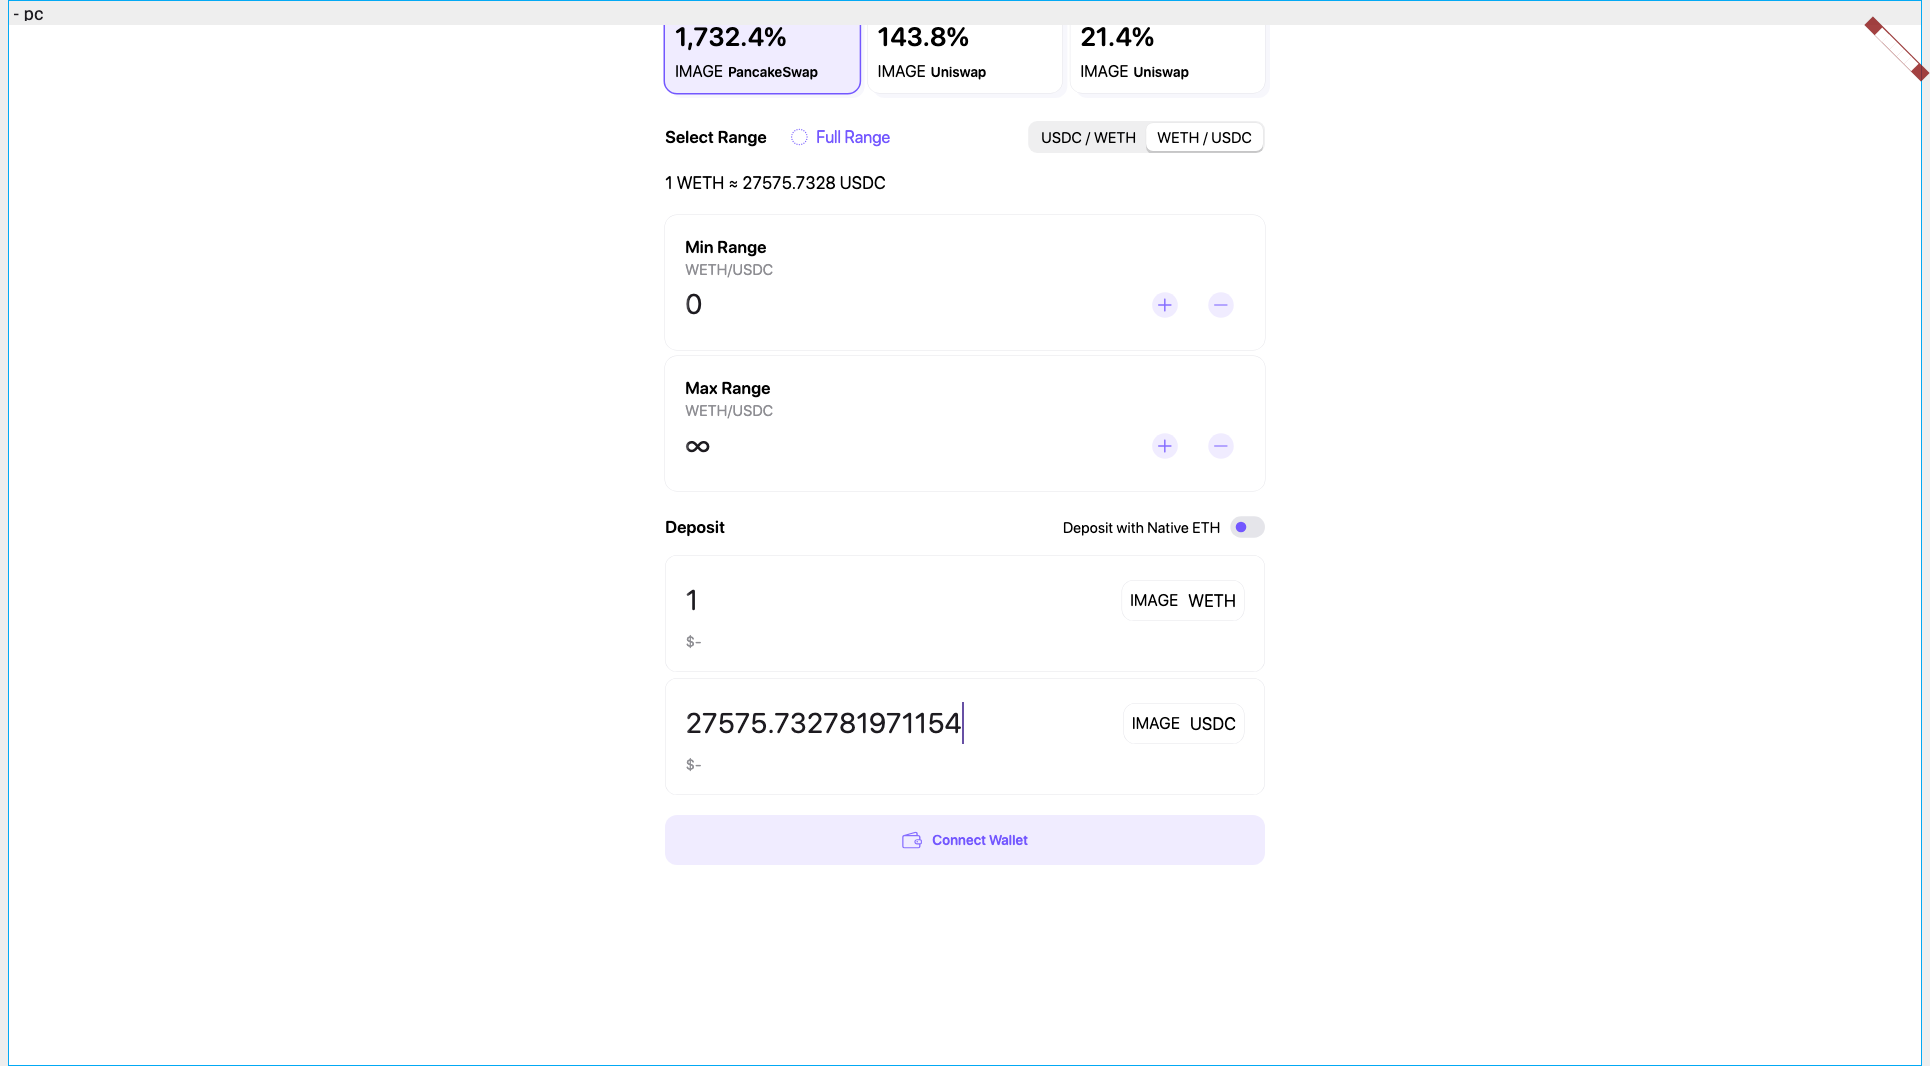 - pc
1,732.4%
IMAGE PancakeSwap
143.8%
IMAGE Uniswap
21.4%
IMAGE Uniswap
Select Range
Full Range
USDC / WETH
WETH / USDC
1 WETH ≈ 27575.7328 USDC
Min Range
WETH/USDC
0
Max Range
WETH/USDC
∞
Deposit
Deposit with Native ETH
1
IMAGE WETH
$-
27575.732781971154
IMAGE USDC
$-
Connect Wallet